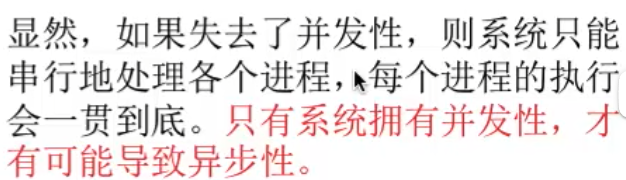 显然，如果失去了并发性，则系统只能
串行地处理各个进程，每个进程的执行
会一贯到底。只有系统拥有并发性，才
有可能导致异步性。